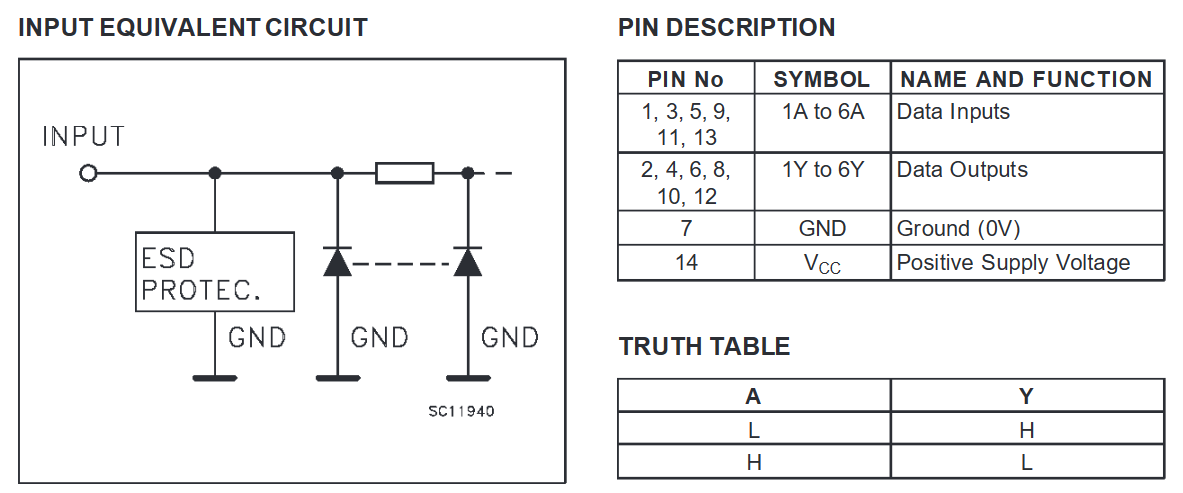 INPUT EQUIVALENT CIRCUIT
INPUT
ESD
PROTEC.
GND
GND
GND
SC11940
PIN DESCRIPTION
PIN No SYMBOL NAME AND FUNCTION
1, 3, 5, 9, 11, 13 1A to 6A Data Inputs
2, 4, 6, 8, 10, 12 1Y to 6Y Data Outputs
7 GND Ground (0V)
14 VCC Positive Supply Voltage
TRUTH TABLE
A Y
L H
H L